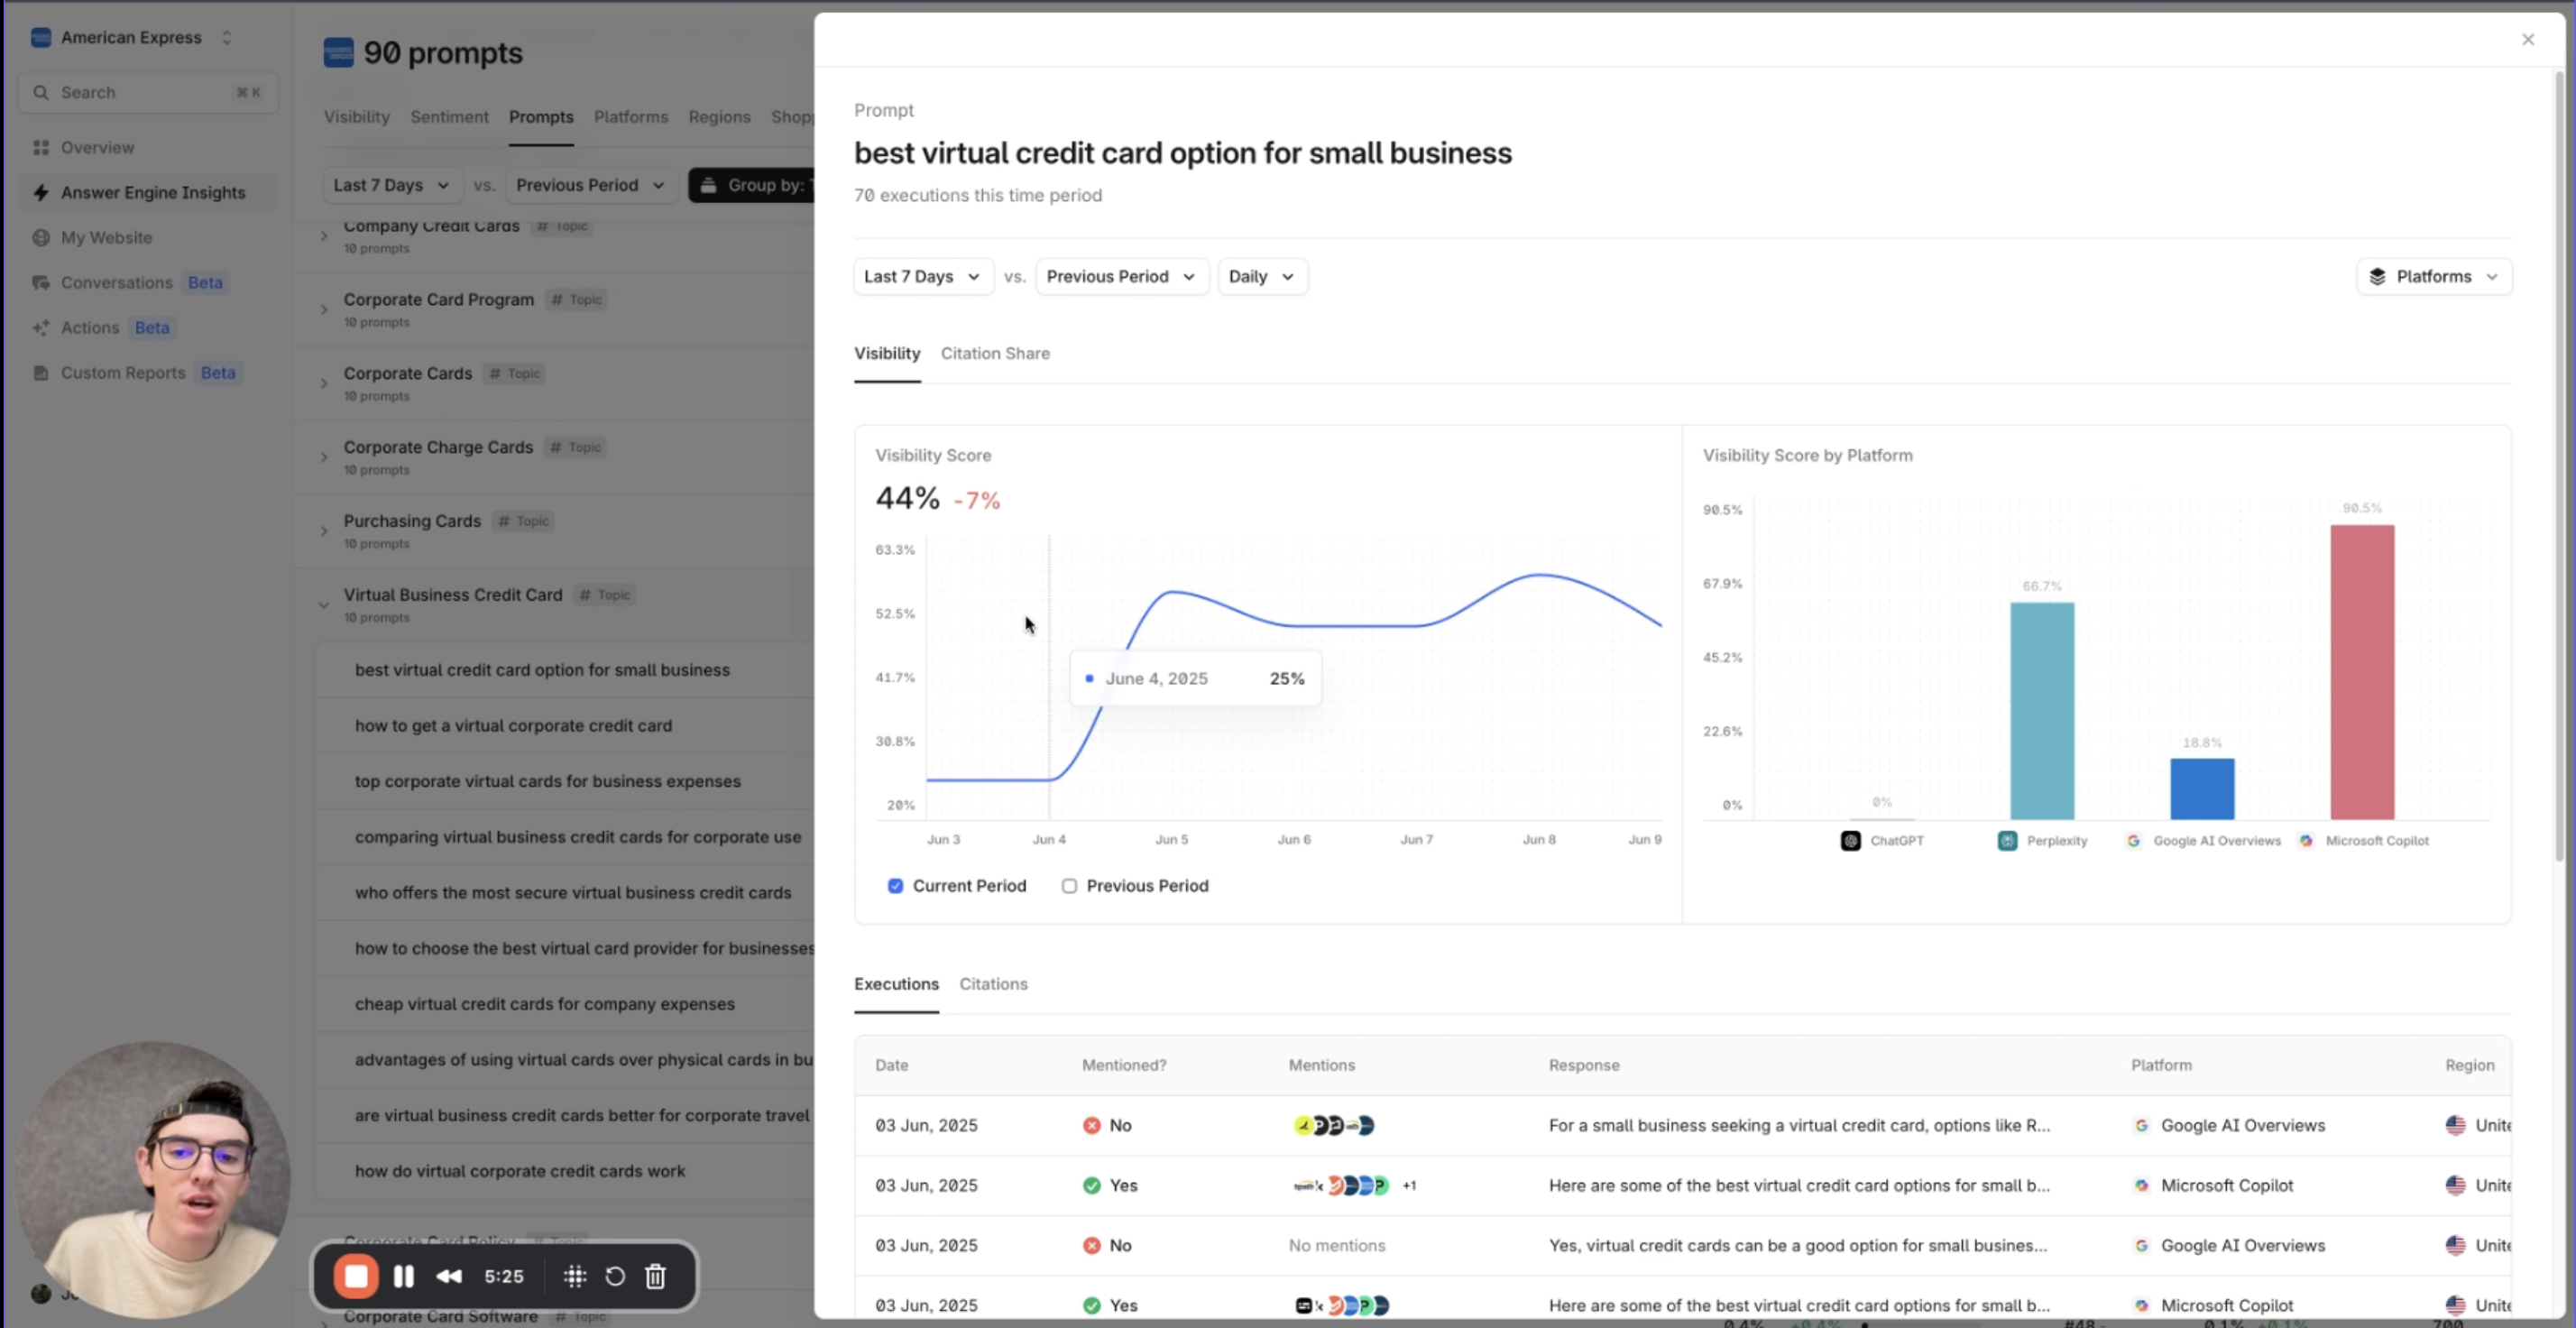 American Express
Search
⌘ K
Overview
Answer Engine Insights
My Website
Conversations Beta
Actions Beta
Custom Reports Beta
90 prompts
Visibility Sentiment Prompts Platforms Regions
Last 7 Days vs. Previous Period Group by:
Company Credit Cards # Topic
10 prompts
Corporate Card Program # Topic
10 prompts
Corporate Cards # Topic
10 prompts
Corporate Charge Cards # Topic
10 prompts
Purchasing Cards # Topic
10 prompts
Virtual Business Credit Card # Topic
10 prompts
best virtual credit card option for small business
how to get a virtual corporate credit card
top corporate virtual cards for business expenses
comparing virtual business credit cards for corporate use
who offers the most secure virtual business credit cards
how to choose the best virtual card provider for businesses
cheap virtual credit cards for company expenses
advantages of using virtual cards over physical cards in bu
are virtual business credit cards better for corporate travel
how do virtual corporate credit cards work
Corporate Card Policy # Topic
5:25
Corporate Card Software # Topic
Prompt
best virtual credit card option for small business
70 executions this time period
Last 7 Days vs. Previous Period Daily
Platforms
Visibility Citation Share
Visibility Score
44% -7%
63.3%
52.5%
41.7%
30.8%
20%
June 4, 2025 25%
Jun 3 Jun 4 Jun 5 Jun 6 Jun 7 Jun 8 Jun 9
Current Period Previous Period
Visibility Score by Platform
90.5%
67.9%
45.2%
22.6%
0%
0% 66.7% 18.8% 90.5%
ChatGPT Perplexity Google AI Overviews Microsoft Copilot
Executions Citations
Date Mentioned? Mentions Response Platform Region
03 Jun, 2025 No For a small business seeking a virtual credit card, options like R... Google AI Overviews Unite
03 Jun, 2025 Yes +1 Here are some of the best virtual credit card options for small b... Microsoft Copilot Unite
03 Jun, 2025 No No mentions Yes, virtual credit cards can be a good option for small busines... Google AI Overviews Unite
03 Jun, 2025 Yes Here are some of the best virtual credit card options for small b... Microsoft Copilot Unite